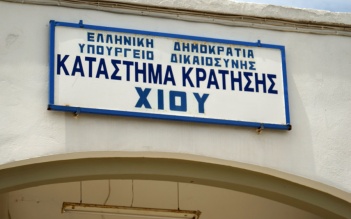 ΕΛΛΗΝΙΚΗ ΔΗΜΟΚΡΑΤΙΑ
ΥΠΟΥΡΓΕΙΟ ΔΙΚΑΙΟΣΥΝΗΣ
ΚΑΤΑΣΤΗΜΑ ΚΡΑΤΗΣΗΣ
ΧΙΟΥ